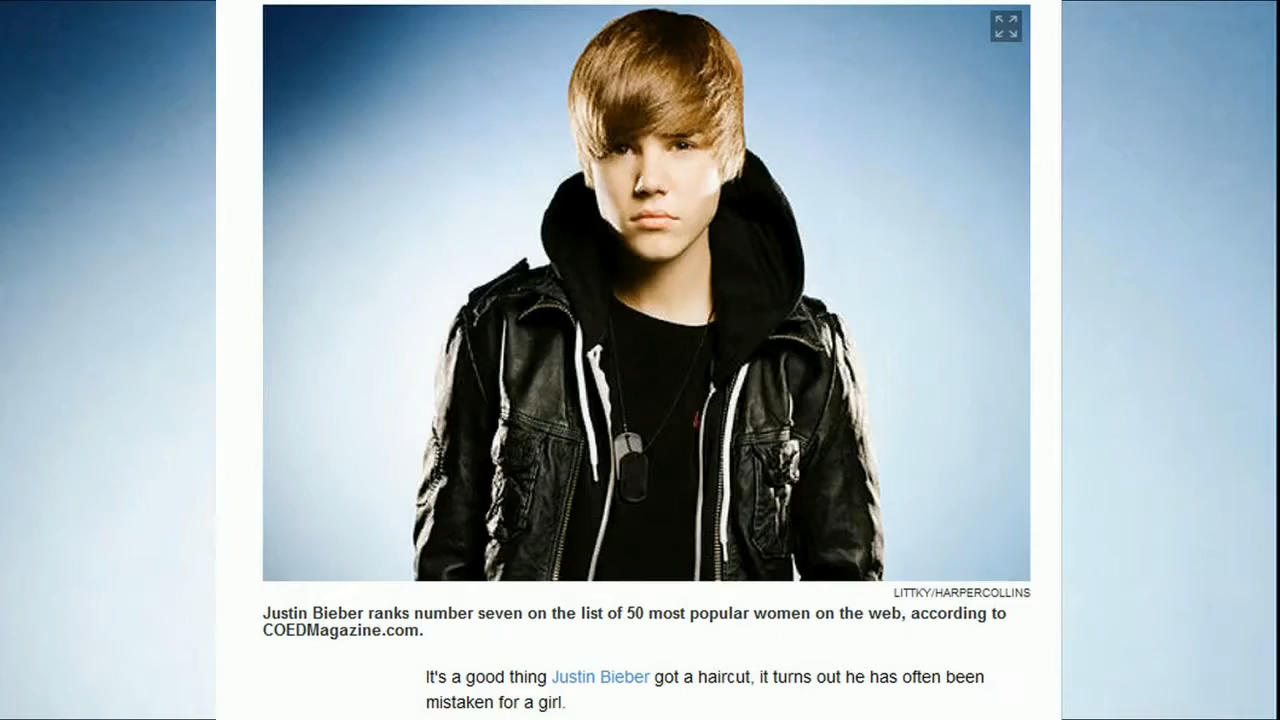 LITTKY/HARPERCOLLINS
Justin Bieber ranks number seven on the list of 50 most popular women on the web, according to
COEDMagazine.com.
It's a good thing Justin Bieber got a haircut, it turns out he has often been
mistaken for a girl.